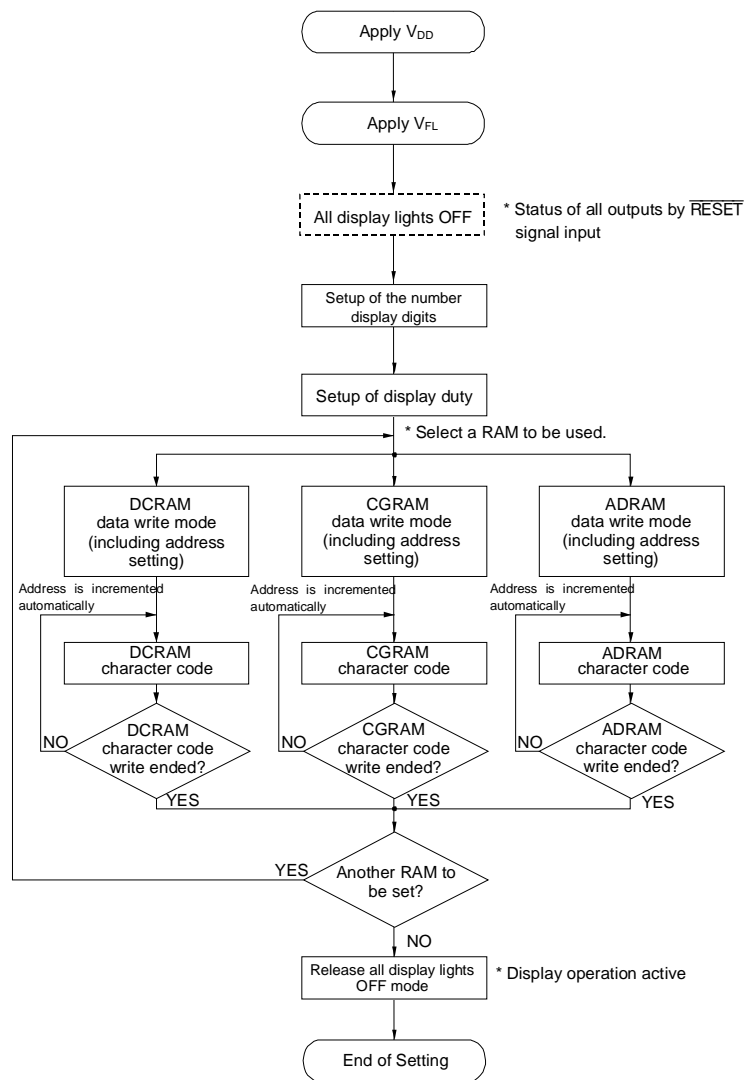 Apply VDD
Apply VFL
All display lights OFF
* Status of all outputs by RESET
signal input
Setup of the number
display digits
Setup of display duty
* Select a RAM to be used.
DCRAM
data write mode
(including address
setting)
CGRAM
data write mode
(including address
setting)
ADRAM
data write mode
(including address
setting)
Address is incremented
automatically
Address is incremented
automatically
Address is incremented
automatically
DCRAM
character code
CGRAM
character code
ADRAM
character code
NO
DCRAM
character code
write ended?
YES
NO
CGRAM
character code
write ended?
YES
NO
ADRAM
character code
write ended?
YES
YES
Another RAM to
be set?
NO
Release all display lights
OFF mode
* Display operation active
End of Setting